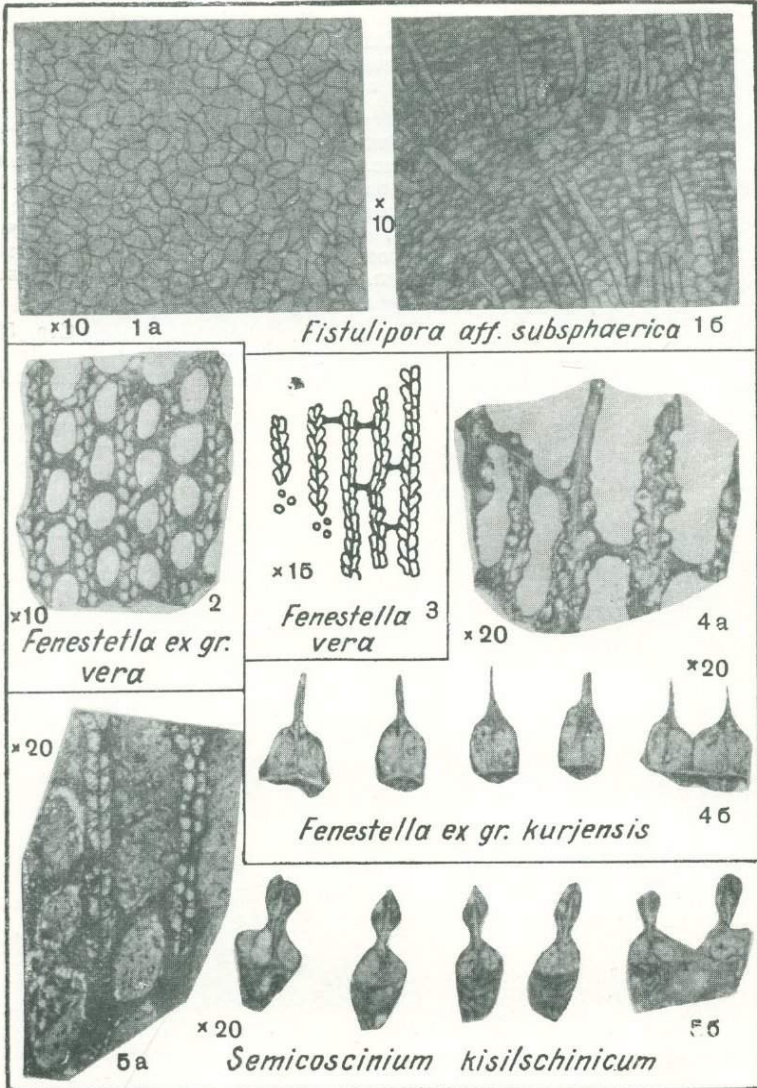 ×
10
×10 1а
Fistulipora aff. subsphaerica 1б
×10 2
Fenestella ex gr.
vera
×15
Fenestella 3
vera
×20 4а
×20
4б
Fenestella ex gr. kurjensis
×20
5а
×20
5б
Semicoscinium kisilschinicum